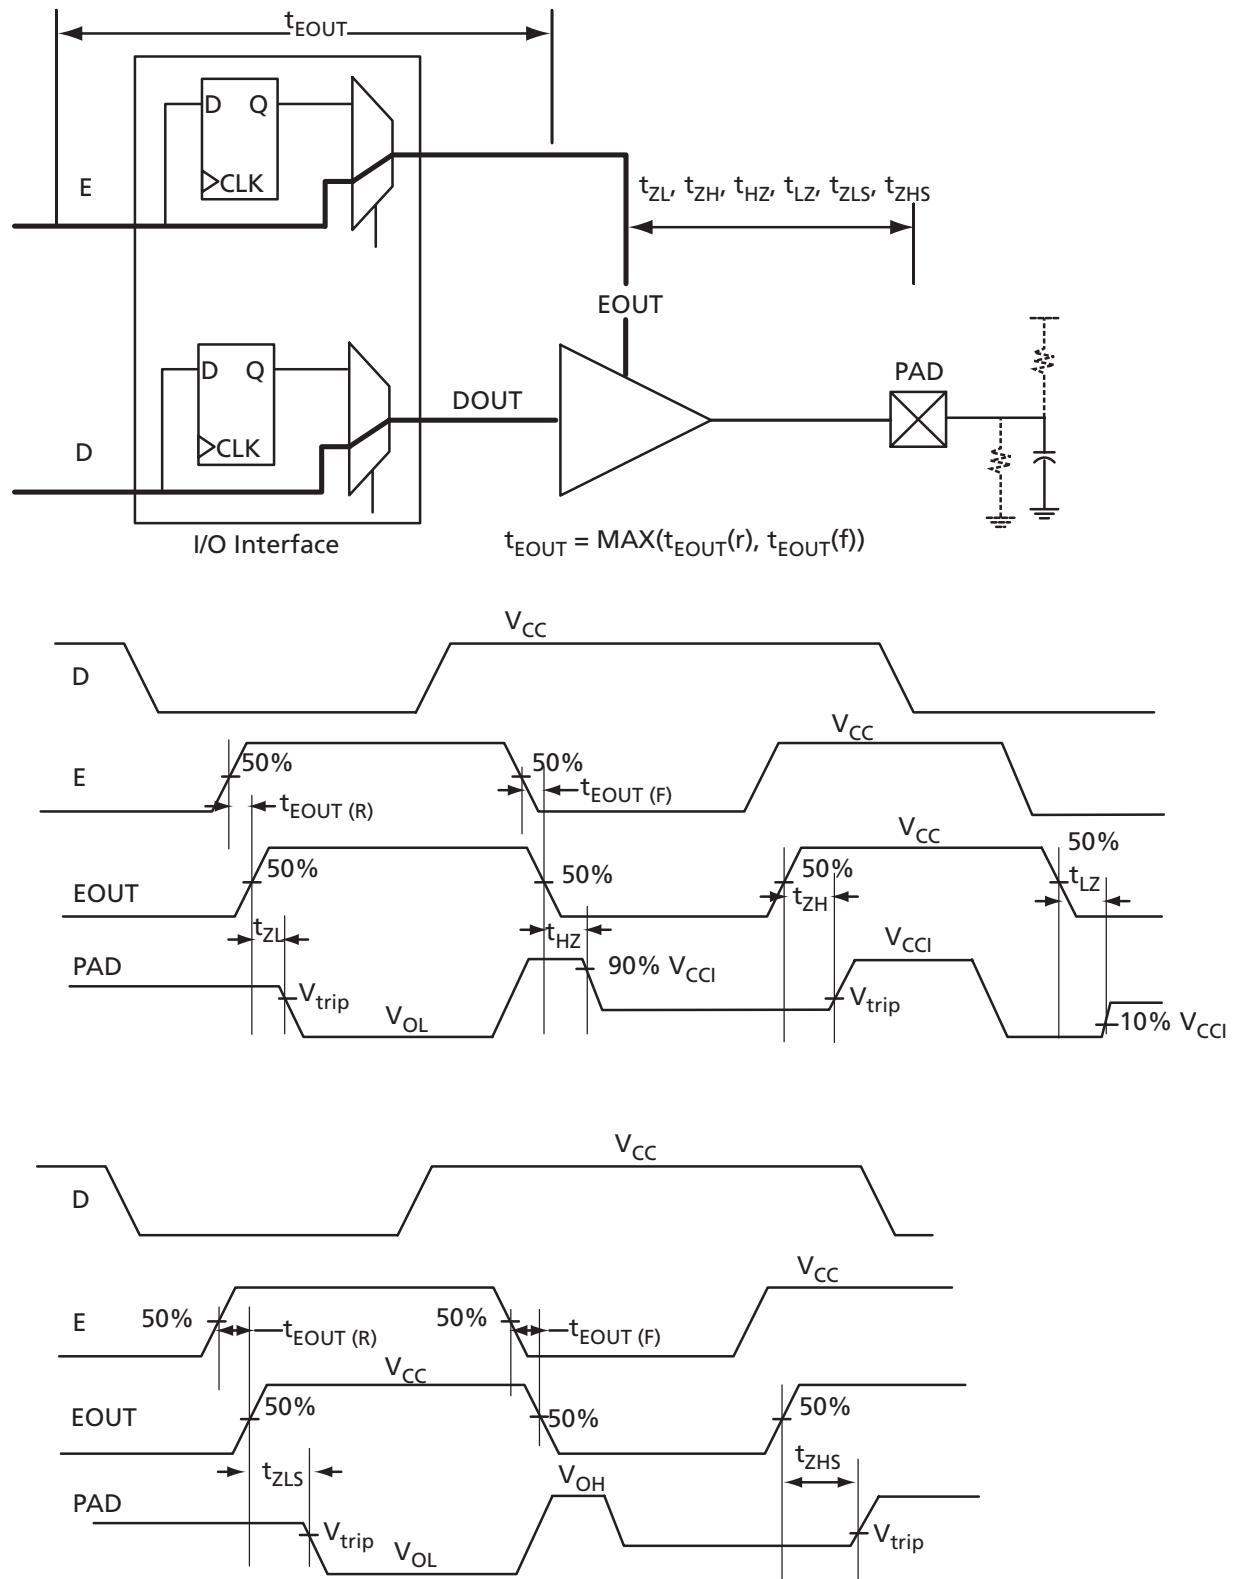 tEOUT
D Q
CLK
E
tZL, tZH, tHZ, tLZ, tZLS, tZHS
EOUT
D Q
CLK
D
DOUT
PAD
I/O Interface
tEOUT = MAX(tEOUT(r), tEOUT(f))
VCC
D
VCC
E
50%
50%
tEOUT (R)
tEOUT (F)
VCC
50%
EOUT
50%
50%
50%
tZL
tHZ
tZH
tLZ
PAD
VCCI
90% VCCI
Vtrip
VOL
Vtrip
10% VCCI
VCC
D
VCC
E
50%
tEOUT (R)
50%
tEOUT (F)
VCC
EOUT
50%
50%
50%
tZLS
tZHS
PAD
VOH
Vtrip
VOL
Vtrip